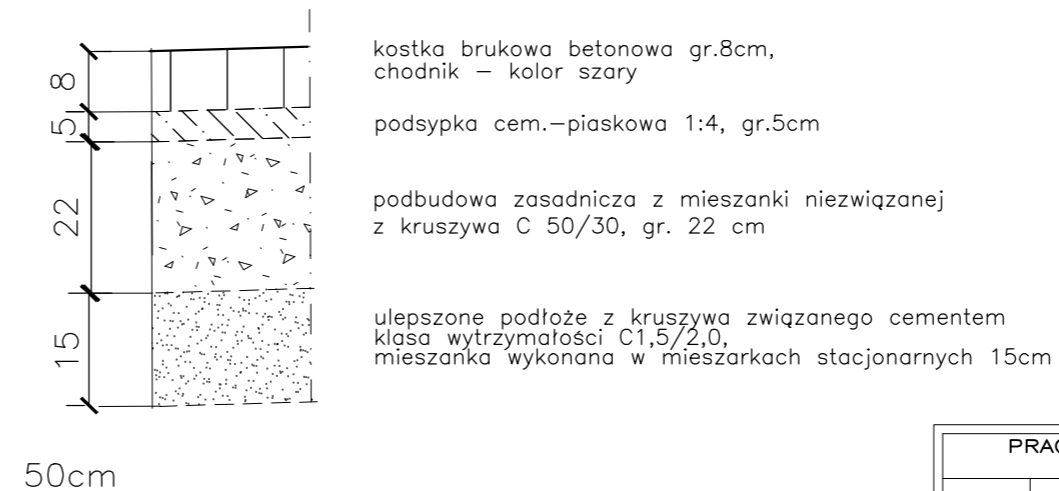 8
kostka brukowa betonowa gr.8cm,
chodnik – kolor szary
5
podsypka cem.–piaskowa 1:4, gr.5cm
22
podbudowa zasadnicza z mieszanki niezwiązanej
z kruszywa C 50/30, gr. 22 cm
15
ulepszone podłoże z kruszywa związanego cementem
klasa wytrzymałości C1,5/2,0,
mieszanka wykonana w mieszarkach stacjonarnych 15cm
50cm
PRAC